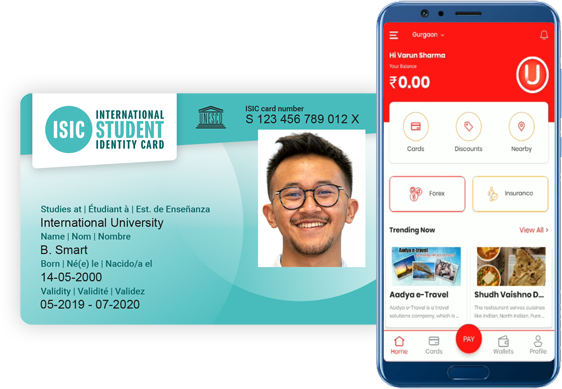 ISIC
INTERNATIONAL
STUDENT
IDENTITY CARD
UNESCO
ISIC card number
S 123 456 789 012 X
Studies at | Étudiant à | Est. de Enseñanza
International University
Name | Nom | Nombre
B. Smart
Born | Né(e) le | Nacido/a el
14-05-2000
Validity | Validité | Validez
05-2019 - 07-2020
Gurgaon
Hi Varun Sharma
Your Balance
₹0.00
U
Cards
Discounts
Nearby
Forex
Insurance
Trending Now
View All >
Aadya e-travel
Aadya e-Travel
Aadya e-Travel is a travel
solutions company, which is ...
Shudh Vaishno D...
The restaurant serves cuisines
like Indian, North Indian, Pure...
Home
Cards
PAY
Wallets
Profile